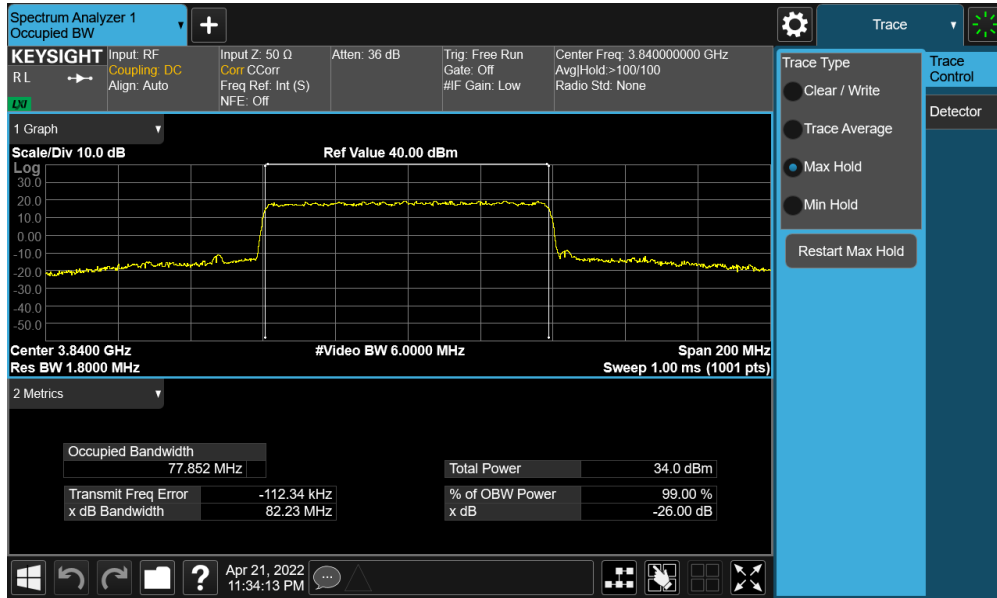 Spectrum Analyzer 1
Occupied BW
+
Trace
KEYSIGHT
R L
LXI
Input: RF
Coupling: DC
Align: Auto
Input Z: 50 Ω
Corr CCorr
Freq Ref: Int (S)
NFE: Off
Atten: 36 dB
Trig: Free Run
Gate: Off
#IF Gain: Low
Center Freq: 3.840000000 GHz
Avg|Hold:>100/100
Radio Std: None
Trace Type
Clear / Write
Trace Average
Max Hold
Min Hold
Restart Max Hold
Trace
Control
Detector
1 Graph
Scale/Div 10.0 dB
Ref Value 40.00 dBm
Log
30.0
20.0
10.0
0.00
-10.0
-20.0
-30.0
-40.0
-50.0
Center 3.8400 GHz
#Video BW 6.0000 MHz
Span 200 MHz
Res BW 1.8000 MHz
Sweep 1.00 ms (1001 pts)
2 Metrics
Occupied Bandwidth
77.852 MHz
Total Power 34.0 dBm
Transmit Freq Error -112.34 kHz
% of OBW Power 99.00 %
x dB Bandwidth 82.23 MHz
x dB -26.00 dB
?
Apr 21, 2022
11:34:13 PM